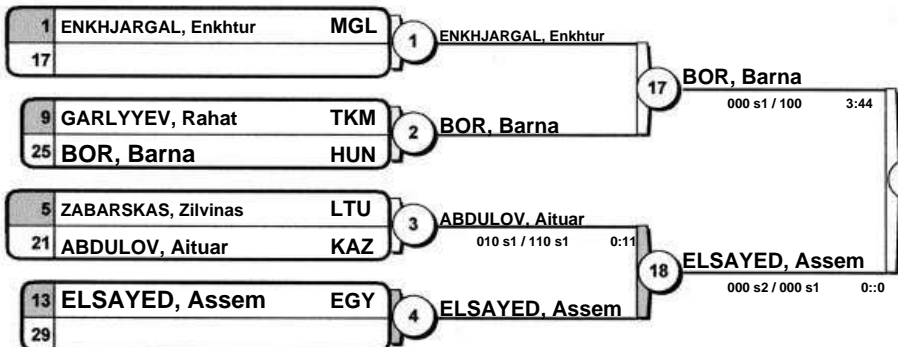 1 ENKHJARGAL, Enkhtur MGL
17
1 ENKHJARGAL, Enkhtur
9 GARLYYEV, Rahat TKM
25 BOR, Barna HUN
2 BOR, Barna
17 BOR, Barna
000 s1 / 100 3:44
5 ZABARSKAS, Zilvinas LTU
21 ABDULOV, Aituar KAZ
3 ABDULOV, Aituar
010 s1 / 110 s1 0:11
13 ELSAYED, Assem EGY
29
4 ELSAYED, Assem
18 ELSAYED, Assem
000 s2 / 000 s1 0::0